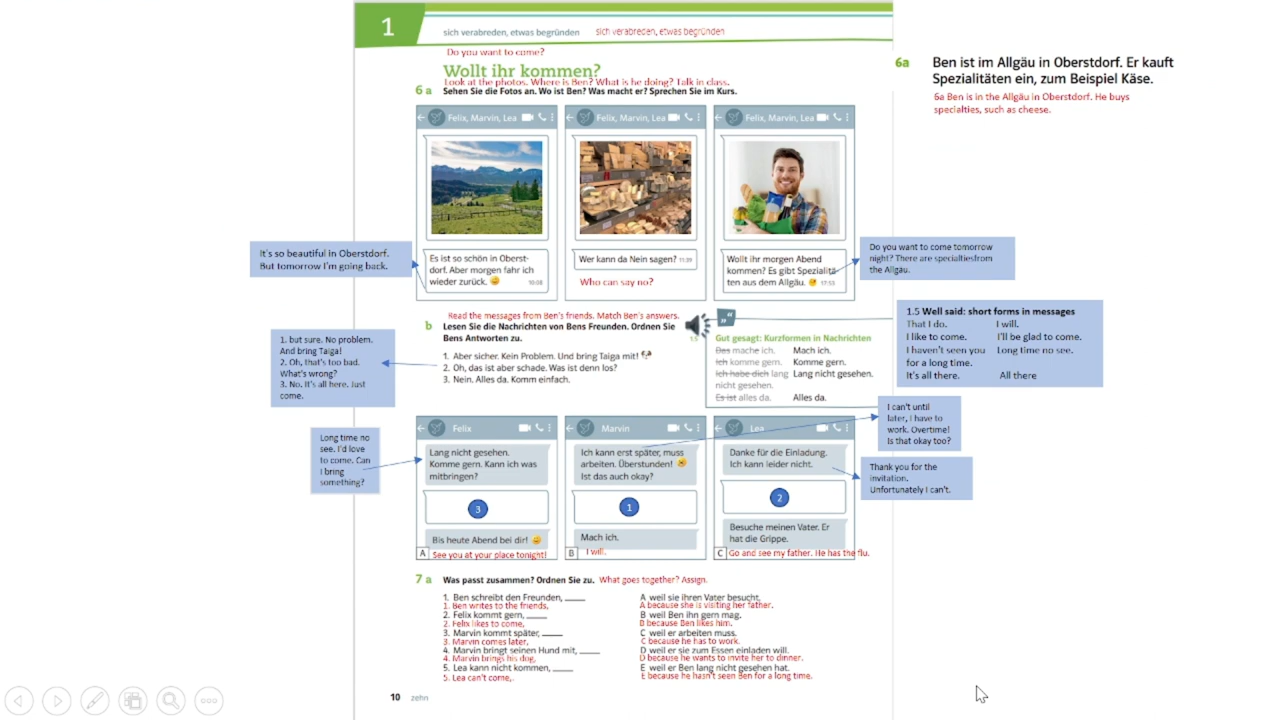 1
sich verabreden, etwas begründen
sich verabreden, etwas begründen
Do you want to come?
Wollt ihr kommen?
Look at the photos. Where is Ben? What is he doing? Talk in class.
6 a Sehen Sie die Fotos an. Wo ist Ben? Was macht er? Sprechen Sie im Kurs.
6a Ben ist im Allgäu in Oberstdorf. Er kauft
Spezialitäten ein, zum Beispiel Käse.
6a Ben is in the Allgäu in Oberstdorf. He buys
specialties, such as cheese.
Felix, Marvin, Lea
Felix, Marvin, Lea
Felix, Marvin, Lea
It's so beautiful in Oberstdorf.
But tomorrow I'm going back.
Es ist so schön in Oberst-
dorf. Aber morgen fahr ich
wieder zurück. 😊 10:08
Wer kann da Nein sagen? 11:39
Who can say no?
Wollt ihr morgen Abend
kommen? Es gibt Spezialitä
ten aus dem Allgäu. 😋 17:53
Do you want to come tomorrow
night? There are specialtiesfrom
the Allgäu.
Read the messages from Ben's friends. Match Ben's answers.
b Lesen Sie die Nachrichten von Bens Freunden. Ordnen Sie
Bens Antworten zu.
1. Aber sicher. Kein Problem. Und bring Taiga mit! 🐶
2. Oh, das ist aber schade. Was ist denn los?
3. Nein. Alles da. Komm einfach.
1. but sure. No problem.
And bring Taiga!
2. Oh, that's too bad.
What's wrong?
3. No. It's all here. Just
come.
1.5
Gut gesagt: Kurzformen in Nachrichten
Das mache ich. Mach ich.
Ich komme gern. Komme gern.
Ich habe dich lang Lang nicht gesehen.
nicht gesehen.
Es ist alles da. Alles da.
1.5 Well said: short forms in messages
That I do. I will.
I like to come. I'll be glad to come.
I haven't seen you Long time no see.
for a long time.
It's all there. All there
I can't until
later, I have to
work. Overtime!
Is that okay too?
Long time no
see. I'd love
to come. Can
I bring
something?
Thank you for the
invitation.
Unfortunately I can't.
Felix
Lang nicht gesehen.
Komme gern. Kann ich was
mitbringen?
3
Bis heute Abend bei dir! 😊
A See you at your place tonight!
Marvin
Ich kann erst später, muss
arbeiten. Überstunden! 😣
Ist das auch okay?
1
Mach ich.
B I will.
Lea
Danke für die Einladung.
Ich kann leider nicht.
2
Besuche meinen Vater. Er
hat die Grippe.
C Go and see my father. He has the flu.
7 a Was passt zusammen? Ordnen Sie zu. What goes together? Assign.
1. Ben schreibt den Freunden, ____
1. Ben writes to the friends,
2. Felix kommt gern, ____
2. Felix likes to come,
3. Marvin kommt später, ____
3. Marvin comes later,
4. Marvin bringt seinen Hund mit, ____
4. Marvin brings his dog,
5. Lea kann nicht kommen, ____
5. Lea can't come,.
A weil sie ihren Vater besucht.
A because she is visiting her father.
B weil Ben ihn gern mag.
B because Ben likes him.
C weil er arbeiten muss.
C because he has to work.
D weil er sie zum Essen einladen will.
D because he wants to invite her to dinner.
E weil er Ben lang nicht gesehen hat.
E because he hasn't seen Ben for a long time.
10 zehn